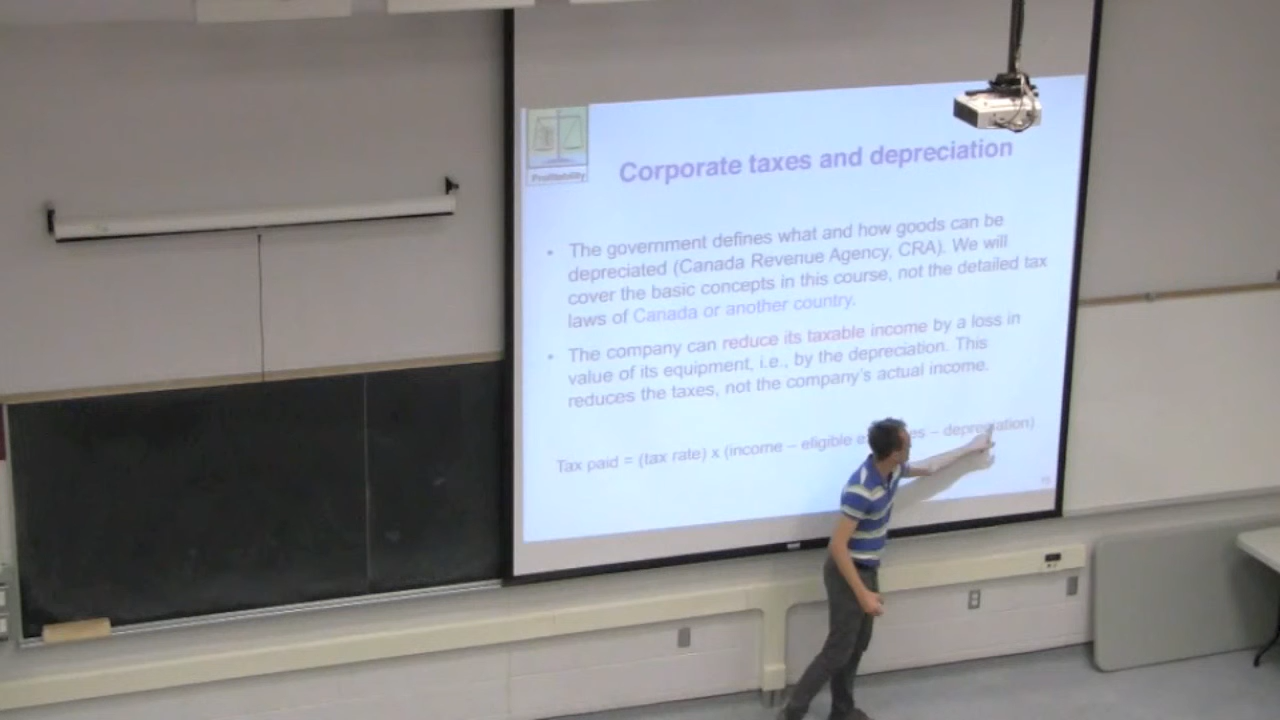 Profitability
Corporate taxes and depreciation
• The government defines what and how goods can be
depreciated (Canada Revenue Agency, CRA). We will
cover the basic concepts in this course, not the detailed tax
laws of Canada or another country.
• The company can reduce its taxable income by a loss in
value of its equipment, i.e., by the depreciation. This
reduces the taxes, not the company's actual income.
Tax paid = (tax rate) x (income – eligible – depreciation)